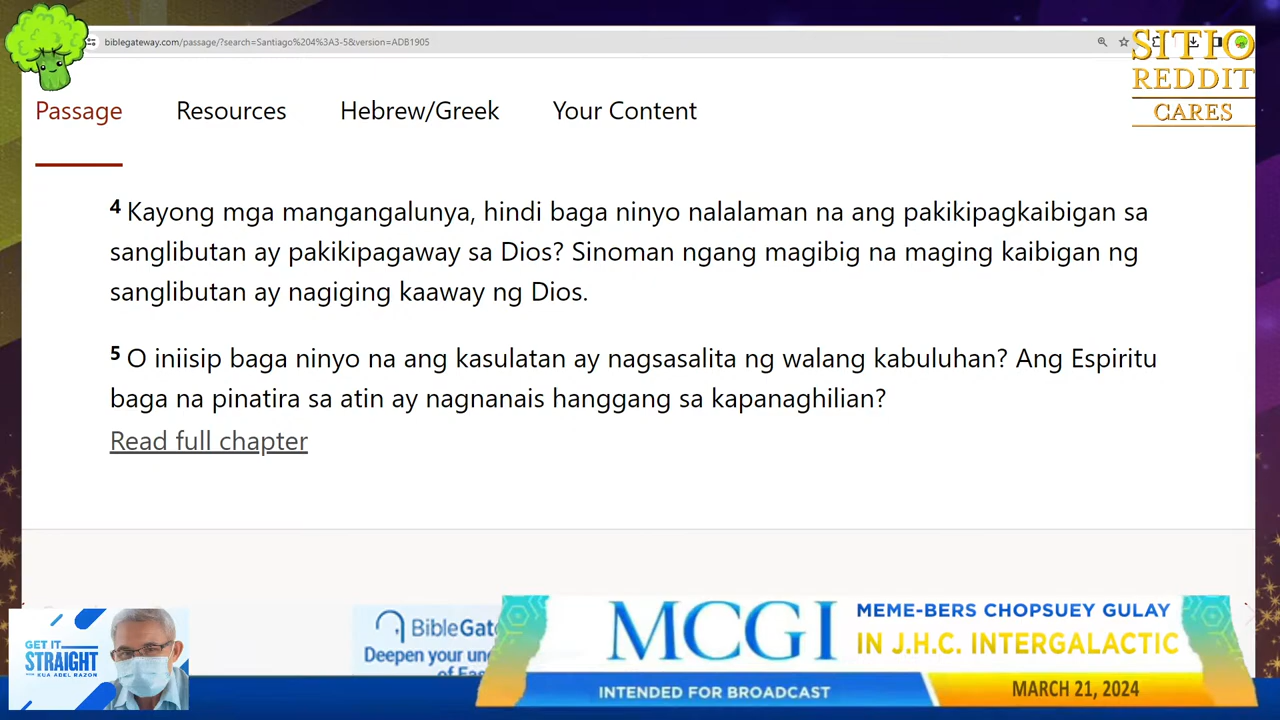 biblegateway.com/passage/?search=Santiago%204%3A3-5&version=ADB1905
SITIO
REDDIT
CARES
Passage
Resources
Hebrew/Greek
Your Content
4 Kayong mga mangangalunya, hindi baga ninyo nalalaman na ang pakikipagkaibigan sa
sanglibutan ay pakikipagaway sa Dios? Sinoman ngang magibig na maging kaibigan ng
sanglibutan ay nagiging kaaway ng Dios.
5 O iniisip baga ninyo na ang kasulatan ay nagsasalita ng walang kabuluhan? Ang Espiritu
baga na pinatira sa atin ay nagnanais hanggang sa kapanaghilian?
Read full chapter
GET IT
STRAIGHT
ADEL RAZON
BibleGat
Deepen your un
MCGI
MEME-BERS CHOPSUEY GULAY
IN J.H.C. INTERGALACTIC
INTENDED FOR BROADCAST
MARCH 21, 2024